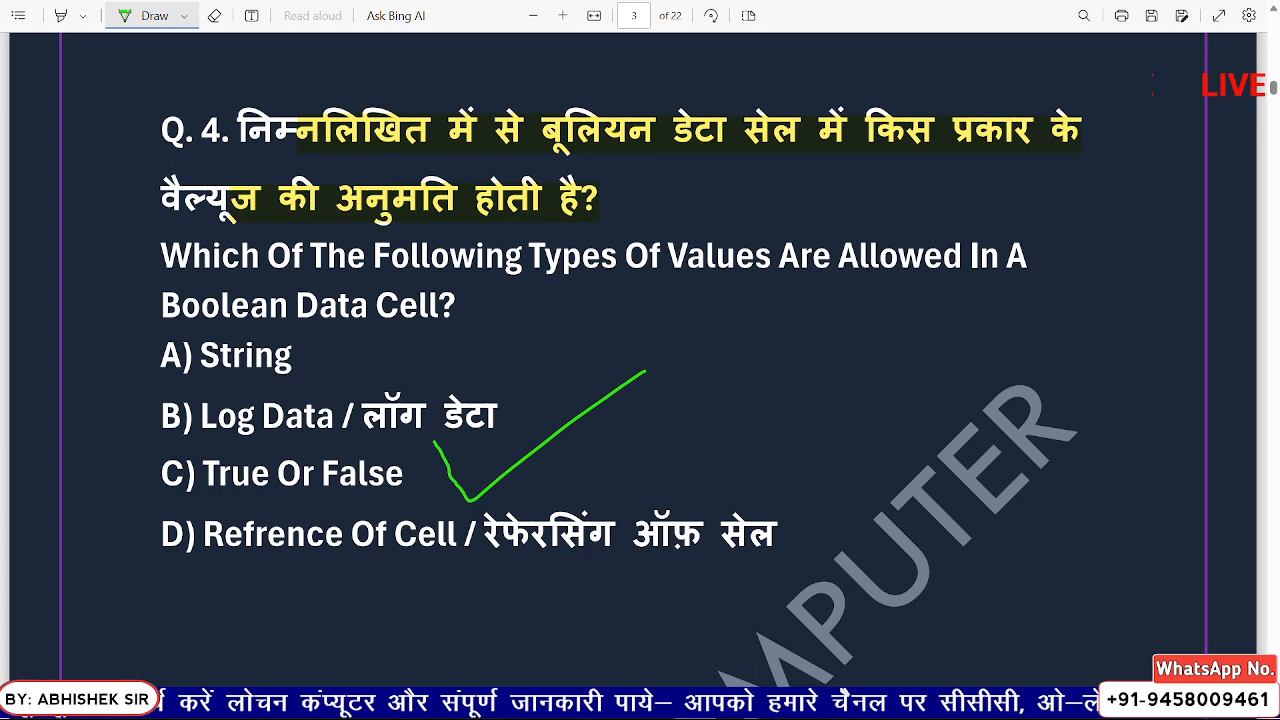 Draw
Read aloud
Ask Bing AI
3 of 22
LIVE
Q. 4. निम्नलिखित में से बूलियन डेटा सेल में किस प्रकार के
वैल्यूज की अनुमति होती है?
Which Of The Following Types Of Values Are Allowed In A
Boolean Data Cell?
A) String
B) Log Data / लॉग डेटा
C) True Or False
D) Refrence Of Cell / रेफेरसिंग ऑफ़ सेल
MPUTER
WhatsApp No.
BY: ABHISHEK SIR
करें लोचन कंप्यूटर और संपूर्ण जानकारी पाये– आपको हमारे चैनल पर सीसीसी, ओ–ले
+91-9458009461